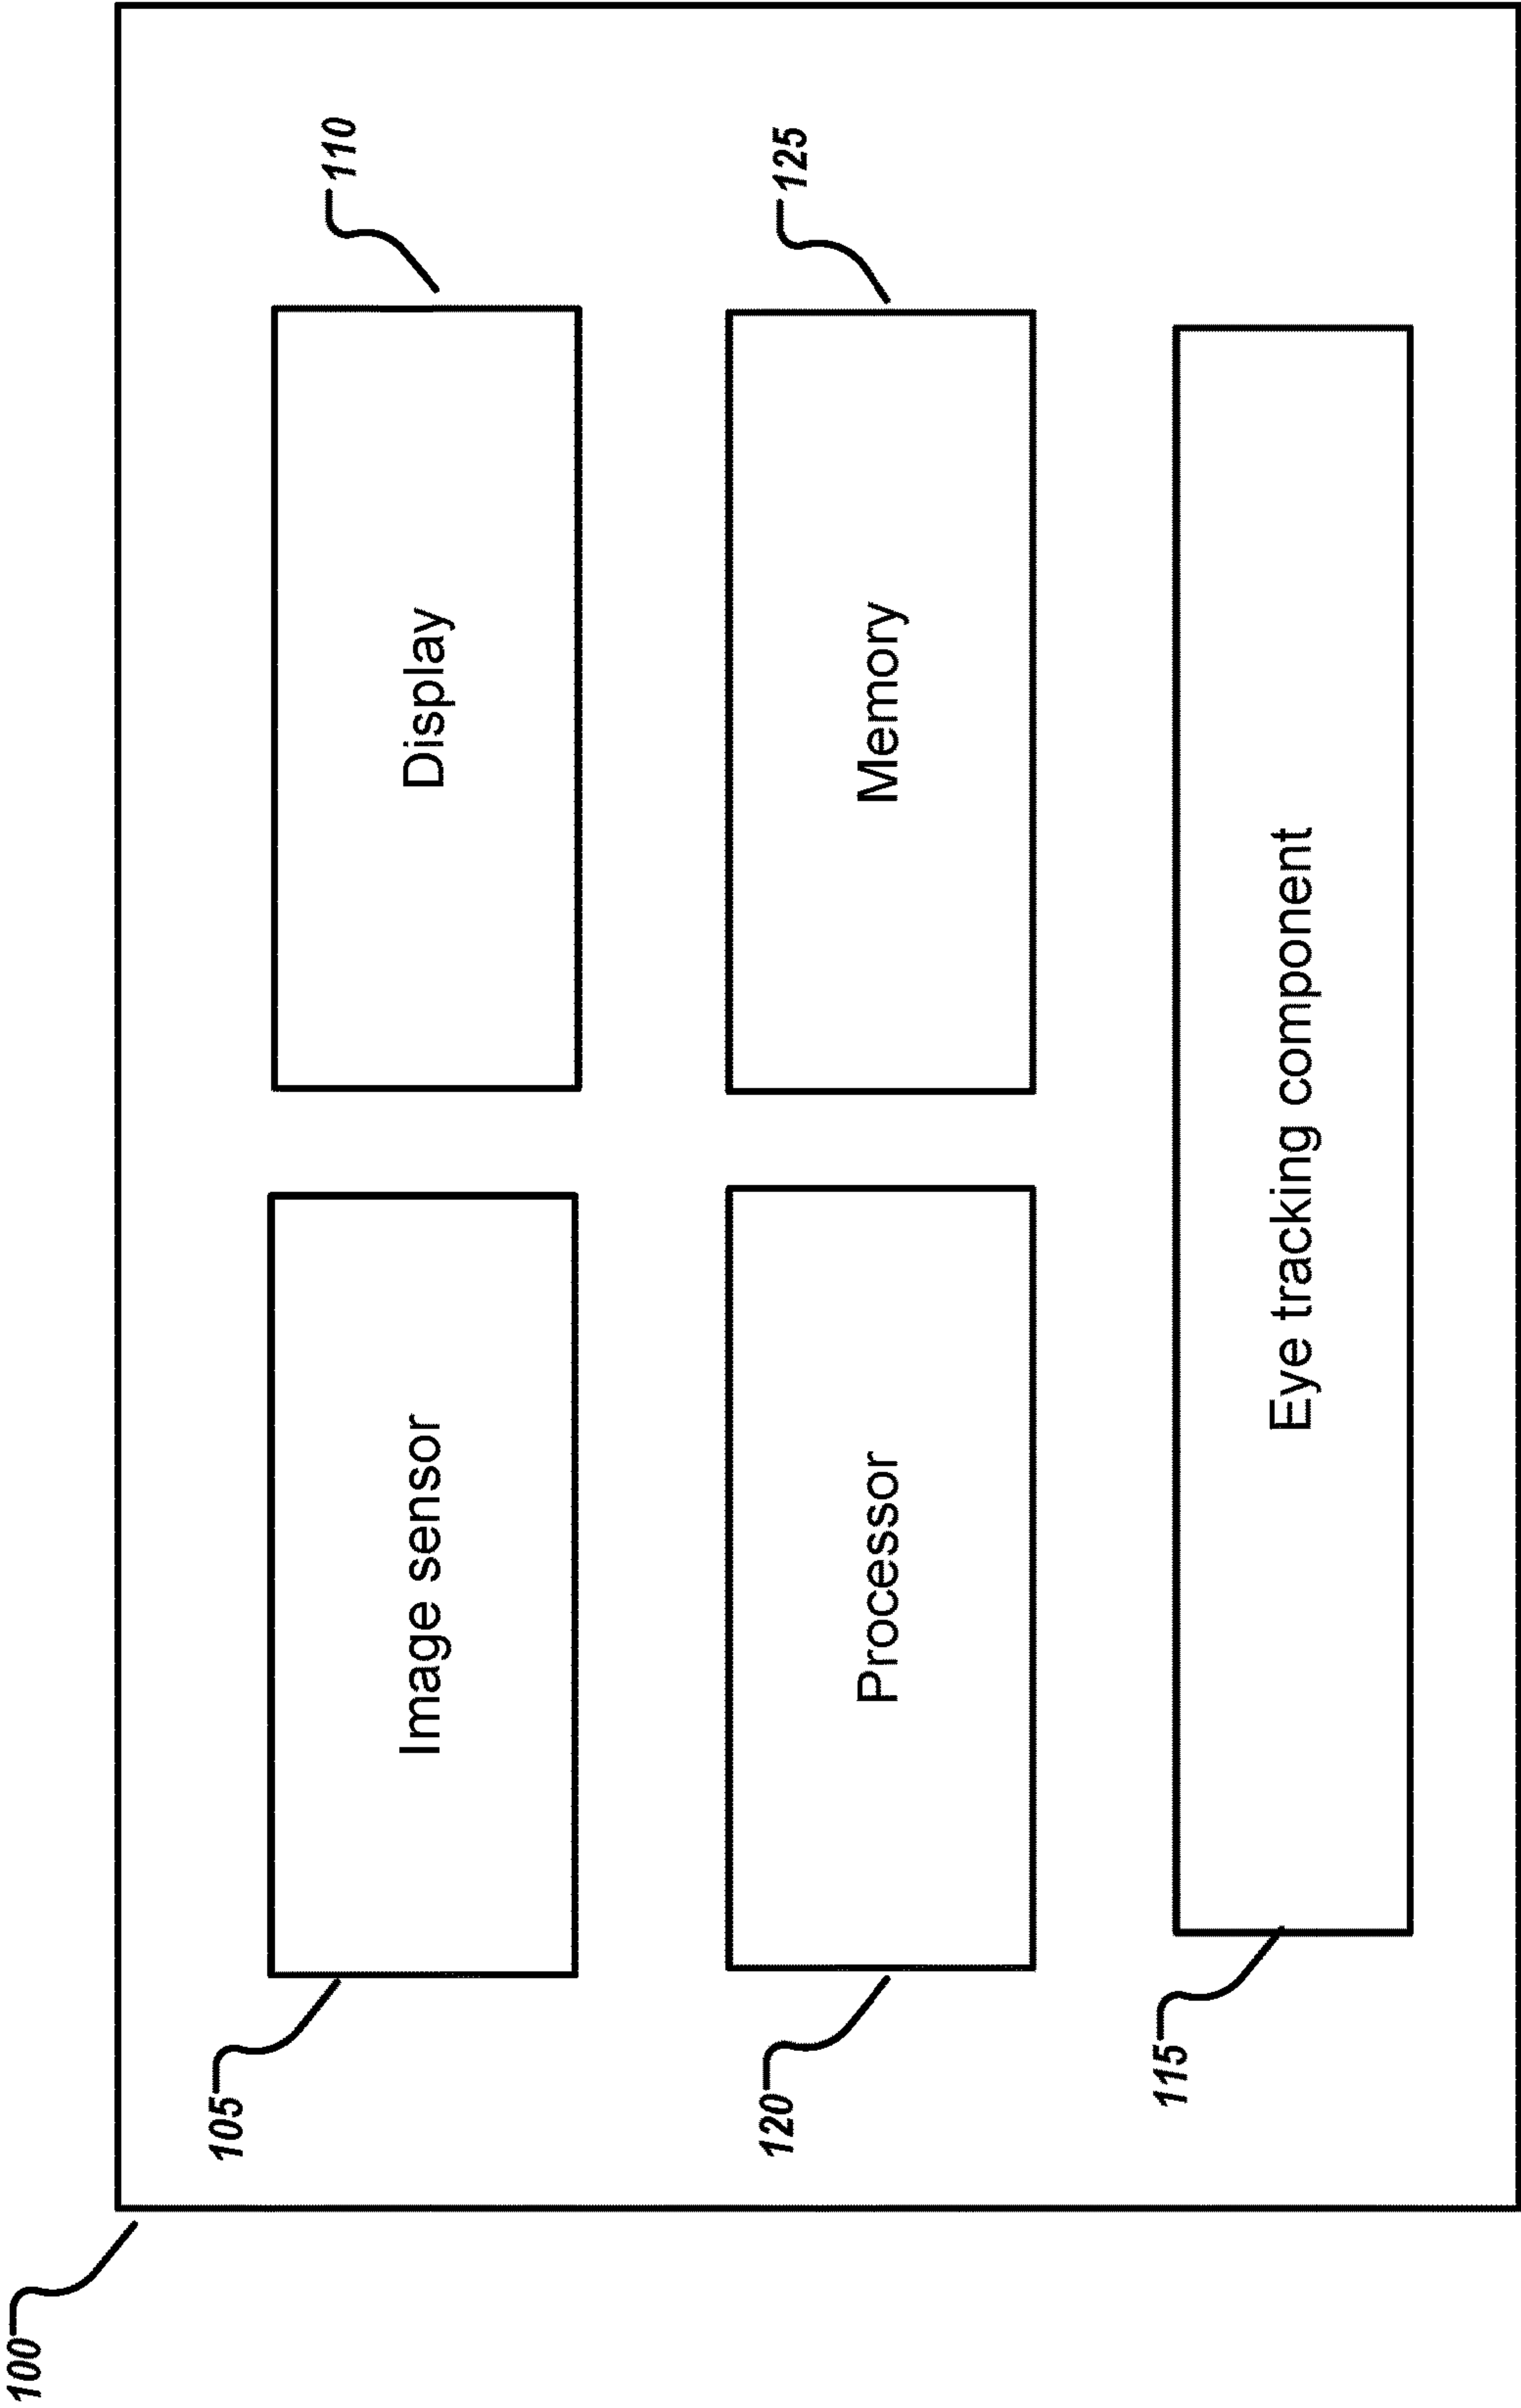 100
105
Image sensor
Display
110
120
Processor
Memory
125
115
Eye tracking component